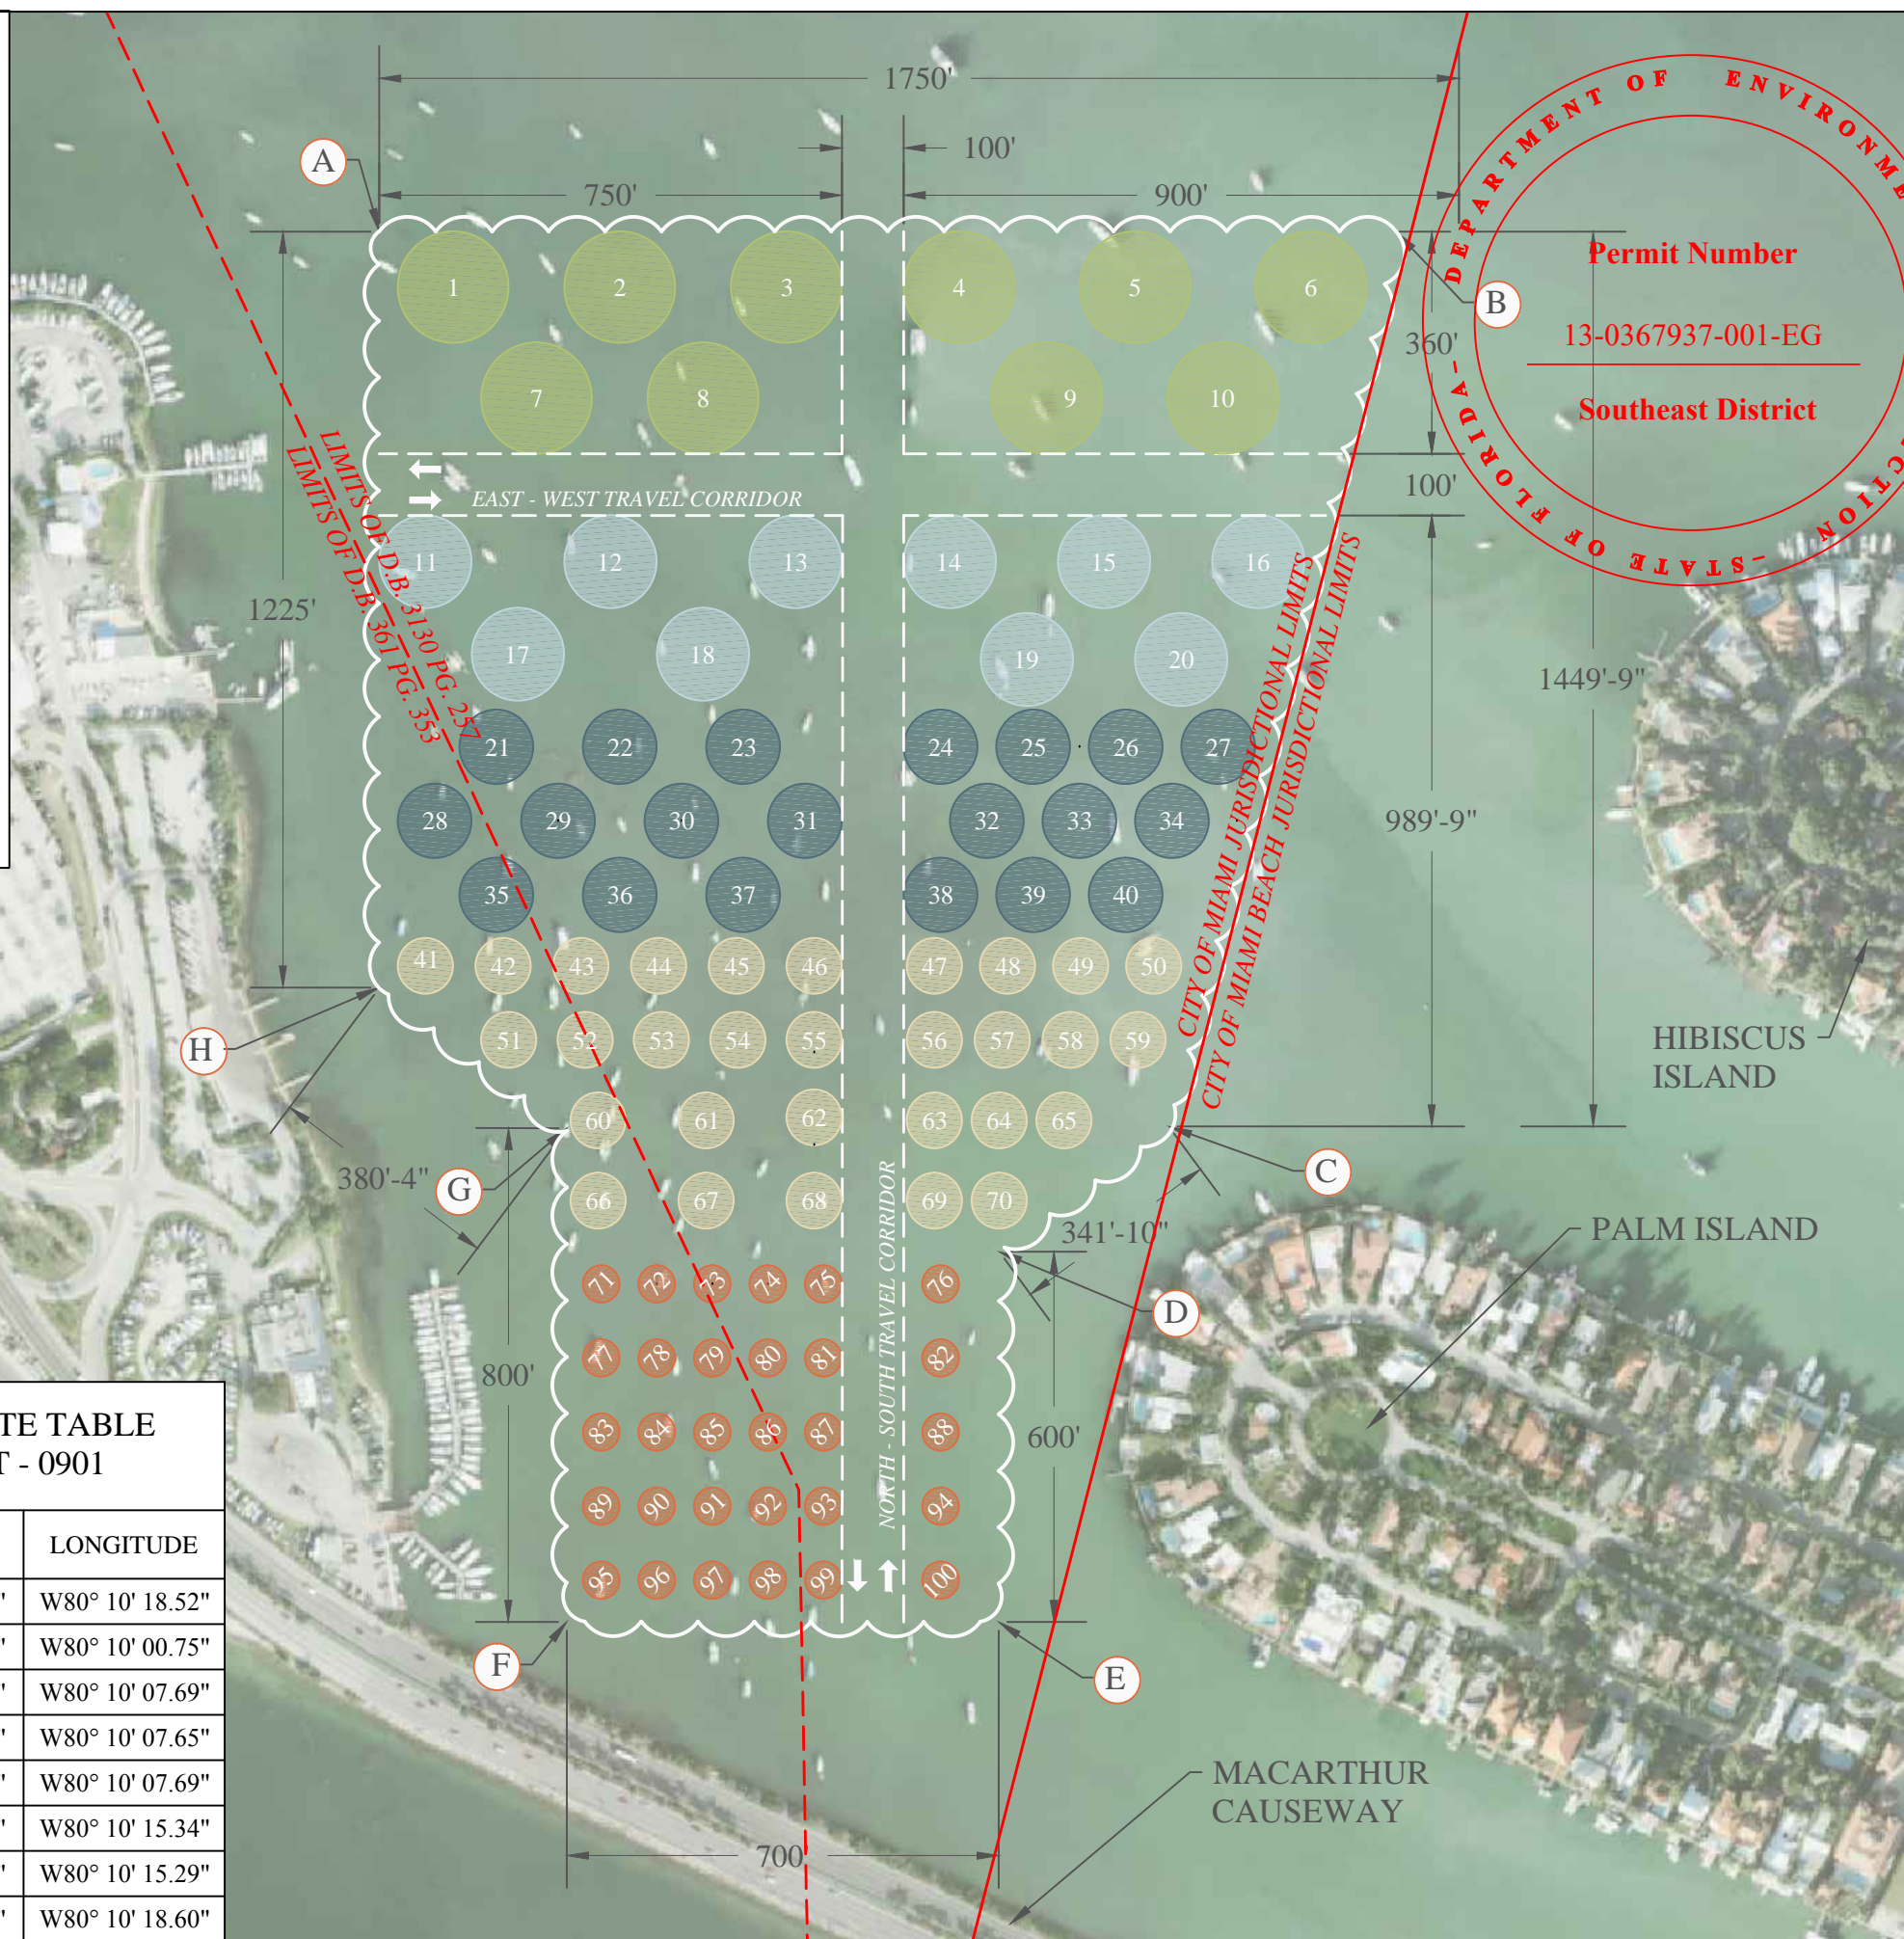 1750'
100'
750'
900'
A
B
DEPARTMENT OF ENVIRONME
CTION
-STATE OF FLORIDA-
Permit Number
13-0367937-001-EG
Southeast District
1 2 3 4 5 6
7 8 9 10
360'
100'
EAST - WEST TRAVEL CORRIDOR
LIMITS OF D.B. 3130 PG. 257
LIMITS OF D.B. 361 PG. 353
11 12 13 14 15 16
17 18 19 20
1225'
1449'-9"
989'-9"
CITY OF MIAMI JURISDICTIONAL LIMITS
CITY OF MIAMI BEACH JURISDICTIONAL LIMITS
21 22 23 24 25 26 27
28 29 30 31 32 33 34
35 36 37 38 39 40
41 42 43 44 45 46 47 48 49 50
51 52 53 54 55 56 57 58 59
60 61 62 63 64 65
66 67 68 69 70
H
HIBISCUS
ISLAND
380'-4"
G
C
341'-10"
PALM ISLAND
D
NORTH - SOUTH TRAVEL CORRIDOR
71 72 73 74 75 76
77 78 79 80 81 82
83 84 85 86 87 88
89 90 91 92 93 94
95 96 97 98 99 100
800'
600'
F
E
700'
MACARTHUR
CAUSEWAY
TE TABLE
T - 0901
LONGITUDE
" W80° 10' 18.52"
" W80° 10' 00.75"
" W80° 10' 07.69"
" W80° 10' 07.65"
" W80° 10' 07.69"
" W80° 10' 15.34"
" W80° 10' 15.29"
" W80° 10' 18.60"